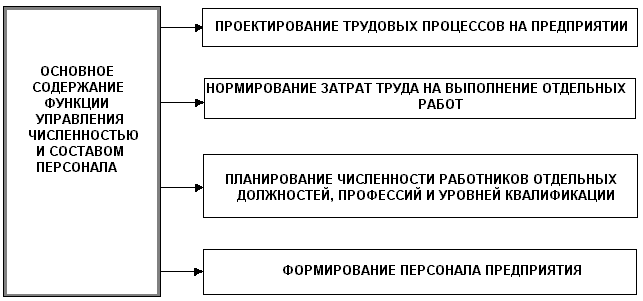 ОСНОВНОЕ
СОДЕРЖАНИЕ
ФУНКЦИИ
УПРАВЛЕНИЯ
ЧИСЛЕННОСТЬЮ
И СОСТАВОМ
ПЕРСОНАЛА
ПРОЕКТИРОВАНИЕ ТРУДОВЫХ ПРОЦЕССОВ НА ПРЕДПРИЯТИИ
НОРМИРОВАНИЕ ЗАТРАТ ТРУДА НА ВЫПОЛНЕНИЕ ОТДЕЛЬНЫХ
РАБОТ
ПЛАНИРОВАНИЕ ЧИСЛЕННОСТИ РАБОТНИКОВ ОТДЕЛЬНЫХ
ДОЛЖНОСТЕЙ, ПРОФЕССИЙ И УРОВНЕЙ КВАЛИФИКАЦИИ
ФОРМИРОВАНИЕ ПЕРСОНАЛА ПРЕДПРИЯТИЯ